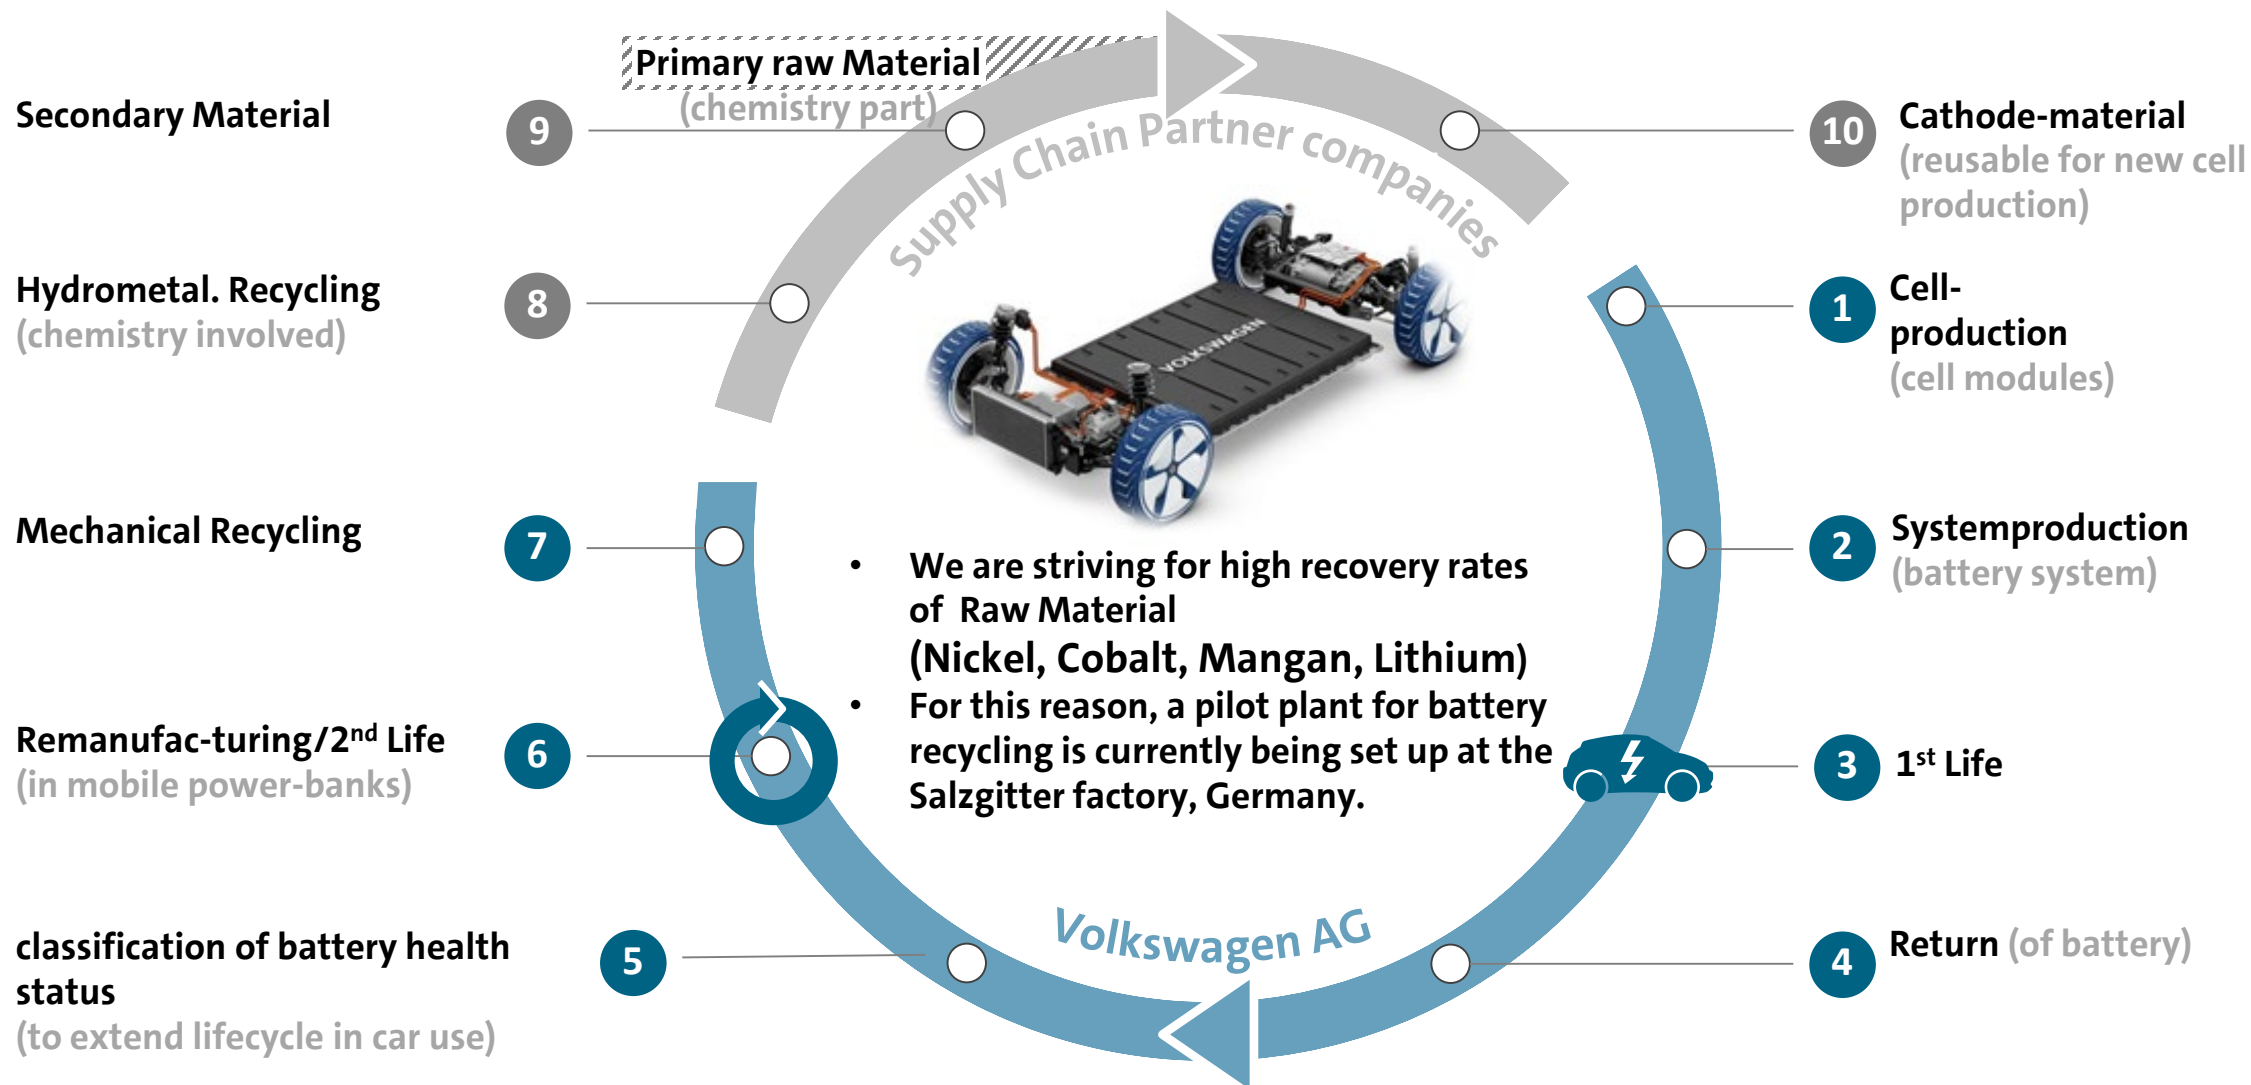 Primary raw Material
(chemistry part)
Secondary Material
9
10
Cathode-material
(reusable for new cell
production)
Supply Chain Partner companies
Hydrometal. Recycling
(chemistry involved)
8
1
Cell-
production
(cell modules)
VOLKSWAGEN
Mechanical Recycling
7
2
Systemproduction
(battery system)
• We are striving for high recovery rates
of Raw Material
(Nickel, Cobalt, Mangan, Lithium)
• For this reason, a pilot plant for battery
recycling is currently being set up at the
Salzgitter factory, Germany.
Remanufac-turing/2nd Life
(in mobile power-banks)
6
3
1st Life
classification of battery health
status
(to extend lifecycle in car use)
5
Volkswagen AG
4
Return (of battery)